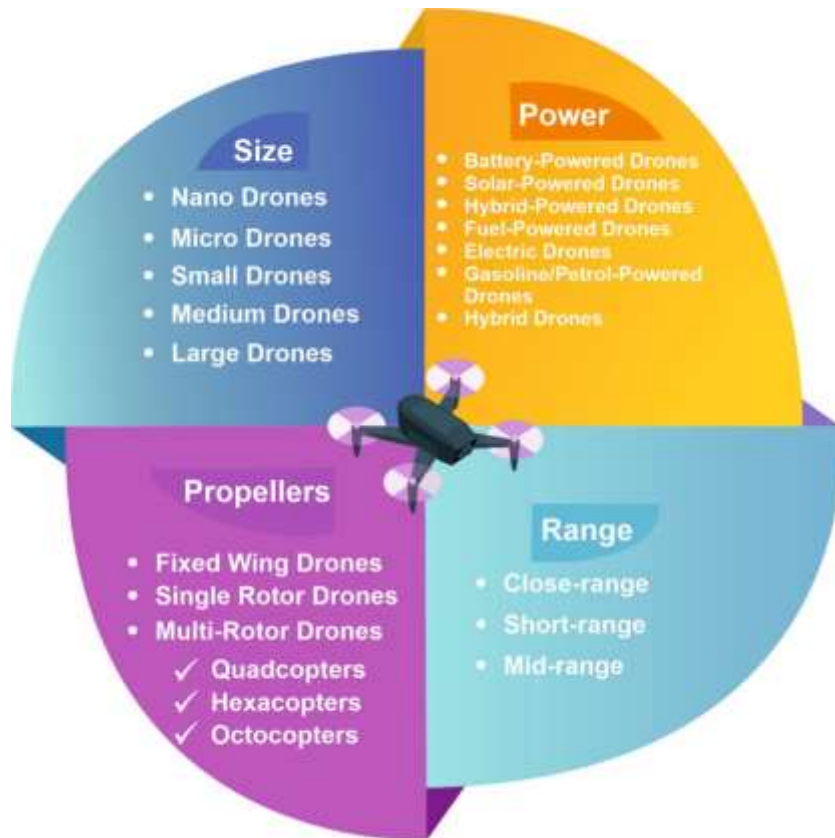 Size
• Nano Drones
• Micro Drones
• Small Drones
• Medium Drones
• Large Drones
Power
• Battery-Powered Drones
• Solar-Powered Drones
• Hybrid-Powered Drones
• Fuel-Powered Drones
• Electric Drones
• Gasoline/Petrol-Powered
Drones
• Hybrid Drones
Propellers
• Fixed Wing Drones
• Single Rotor Drones
• Multi-Rotor Drones
✓ Quadcopters
✓ Hexacopters
✓ Octocopters
Range
• Close-range
• Short-range
• Mid-range